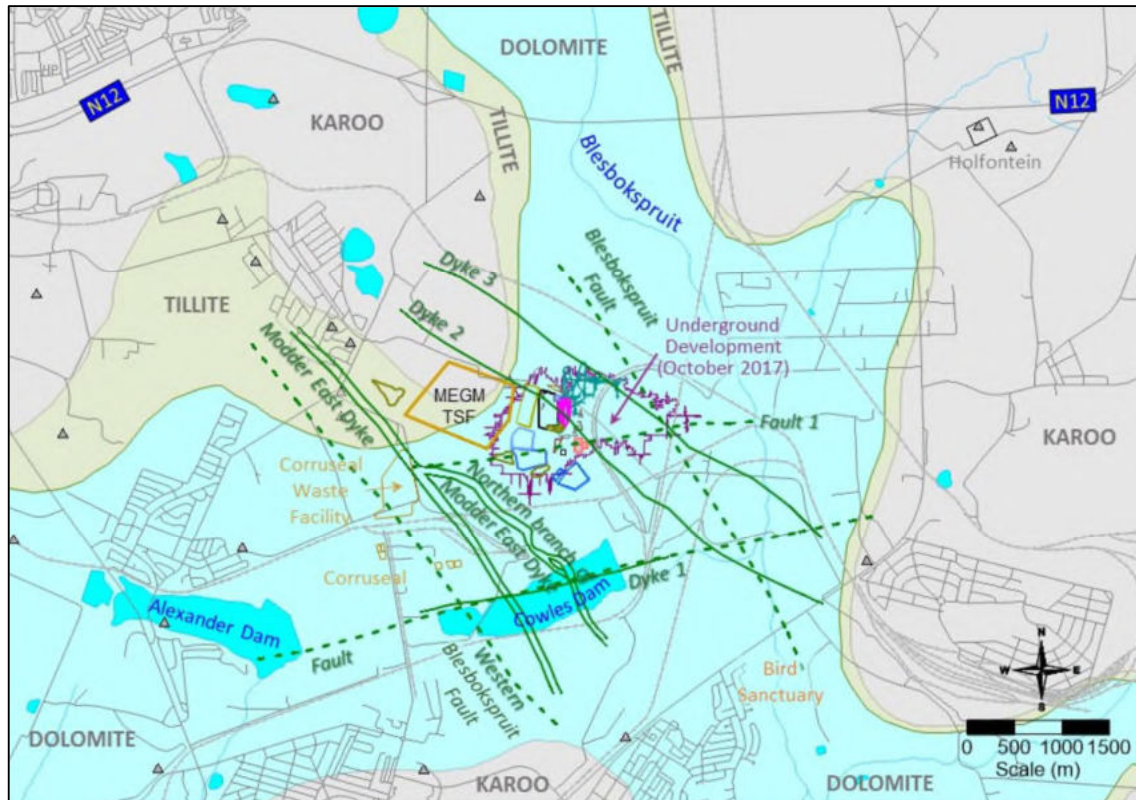 DOLOMITE
TILLITE
HP
N12
KAROO
TILLITE
N12
Holfontein
Blesbokspruit
Blesbokspruit
Fault
Dyke 3
Dyke 2
TILLITE
Modder East Dyke
Underground
Development
(October 2017)
MEGM
TSF
Fault 1
KAROO
Corruseal
Waste
Facility
Northern branch
Modder East Dyke
Corruseal
Dyke 1
Cowles Dam
Alexander Dam
Fault
Western
Blesbokspruit
Fault
Bird
Sanctuary
N
W
E
S
DOLOMITE
KAROO
DOLOMITE
0 500 1000 1500
Scale (m)